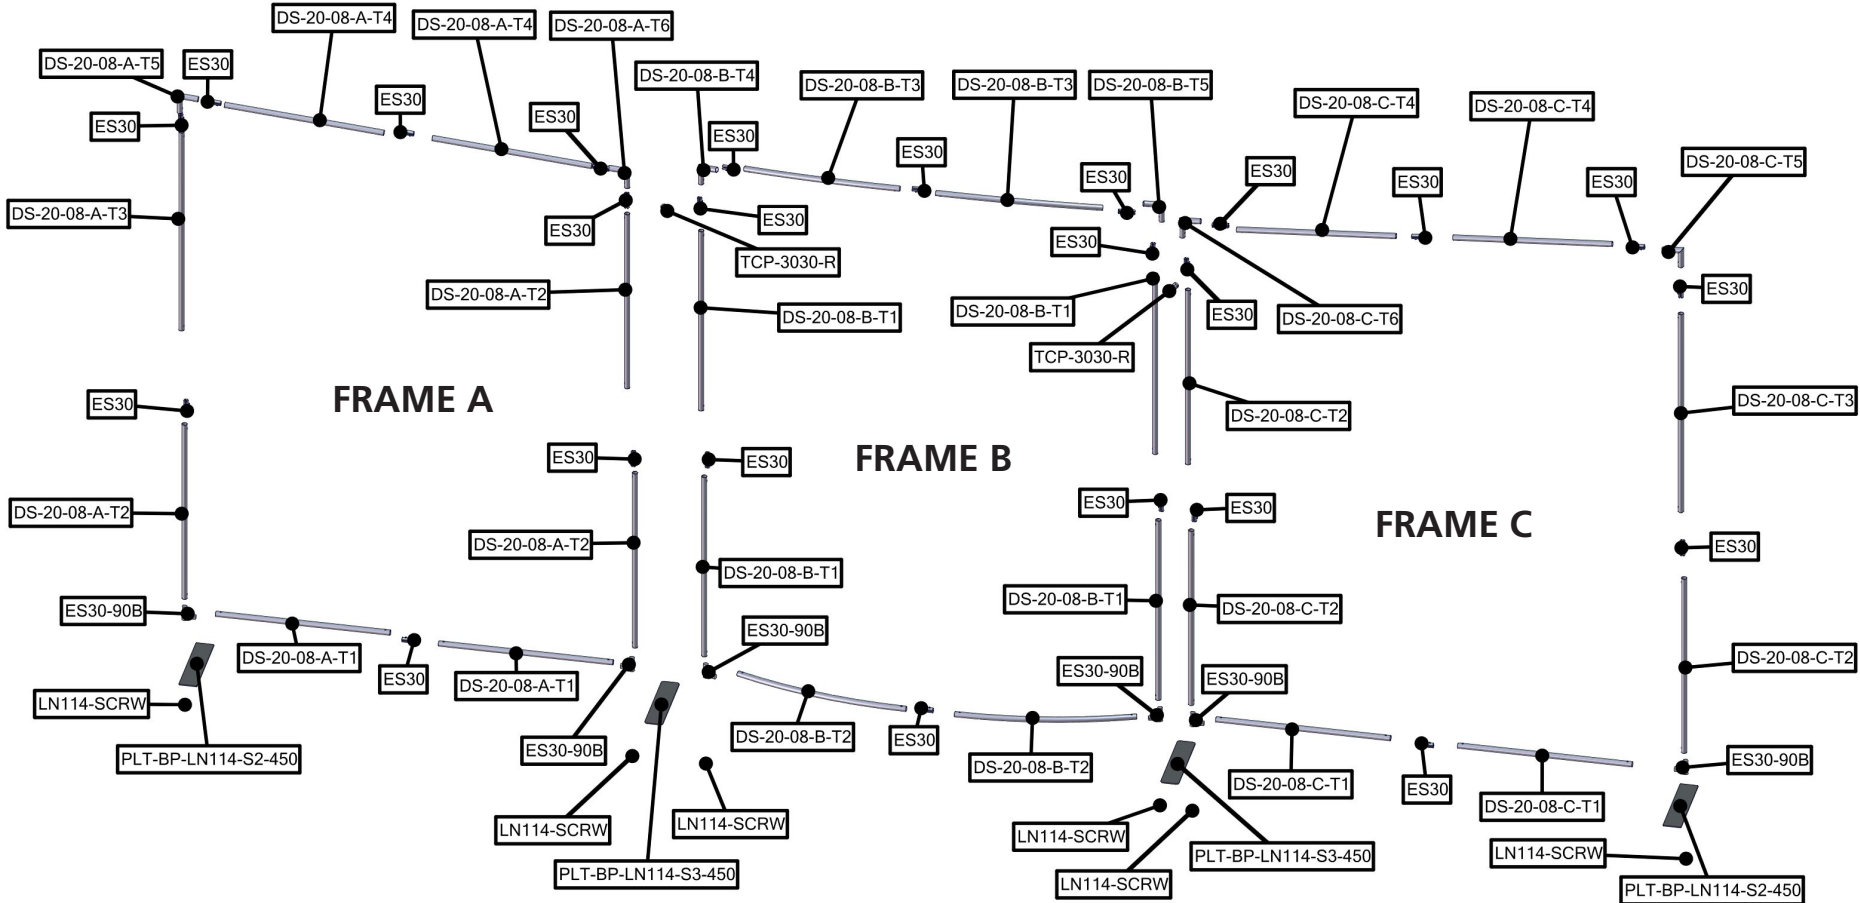 DS-20-08-A-T4
DS-20-08-A-T4
DS-20-08-A-T6
DS-20-08-A-T5
ES30
DS-20-08-B-T4
DS-20-08-B-T3
DS-20-08-B-T3
DS-20-08-B-T5
DS-20-08-C-T4
DS-20-08-C-T4
ES30
ES30
ES30
ES30
ES30
DS-20-08-C-T5
ES30
ES30
ES30
ES30
DS-20-08-A-T3
ES30
ES30
ES30
TCP-3030-R
DS-20-08-A-T2
ES30
DS-20-08-B-T1
DS-20-08-B-T1
ES30
DS-20-08-C-T6
TCP-3030-R
FRAME A
ES30
DS-20-08-C-T3
DS-20-08-C-T2
ES30
ES30
FRAME B
ES30
ES30
FRAME C
DS-20-08-A-T2
DS-20-08-A-T2
ES30
DS-20-08-B-T1
DS-20-08-B-T1
DS-20-08-C-T2
ES30-90B
ES30-90B
DS-20-08-A-T1
DS-20-08-C-T2
ES30
DS-20-08-A-T1
ES30-90B
ES30-90B
LN114-SCRW
DS-20-08-B-T2
ES30
PLT-BP-LN114-S2-450
ES30-90B
DS-20-08-B-T2
ES30-90B
DS-20-08-C-T1
ES30
DS-20-08-C-T1
LN114-SCRW
LN114-SCRW
LN114-SCRW
PLT-BP-LN114-S3-450
LN114-SCRW
PLT-BP-LN114-S3-450
LN114-SCRW
PLT-BP-LN114-S2-450